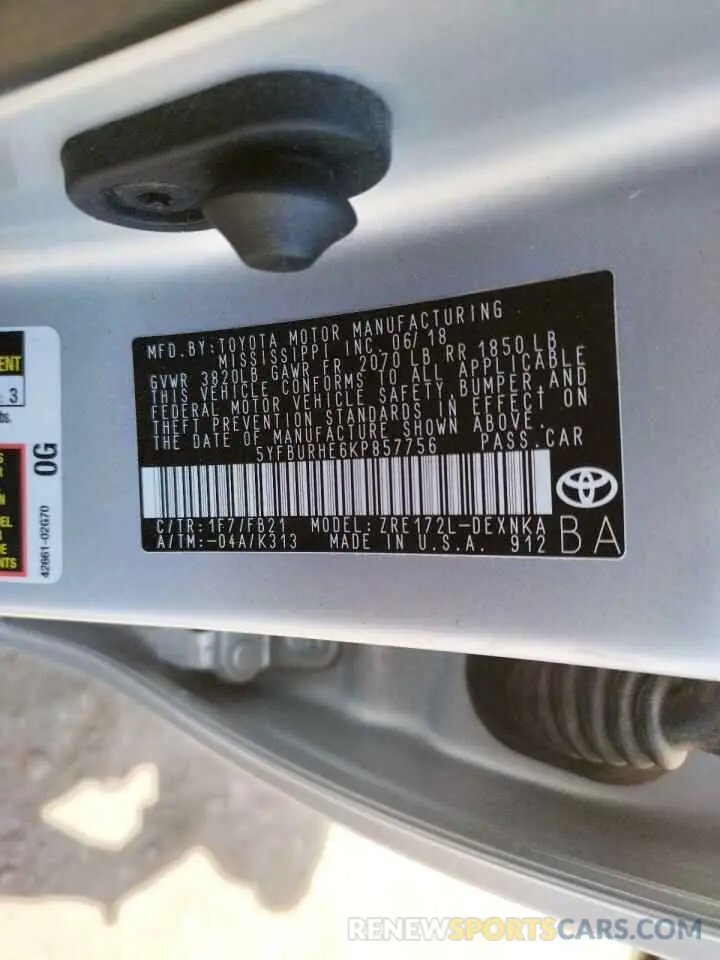 MFD. BY: TOYOTA MOTOR MANUFACTURING
MISSISSIPPI INC. 06/18
GVWR 3820LB GAWR FR. 2070 LB RR 1850 LB
THIS VEHICLE CONFORMS TO ALL APPLICABLE
FEDERAL MOTOR VEHICLE SAFETY, BUMPER, AND
THEFT PREVENTION STANDARDS IN EFFECT ON
THE DATE OF MANUFACTURE SHOWN ABOVE.
5YFBURHE6KP857756 PASS. CAR
C/TR: 1F7/FB21 MODEL: ZRE172L-DEXNKA
A/TM: -04A/K313 MADE IN U.S.A. 912
BA
3
0G
42861-02G70
RENEWSPORTSCARS.COM